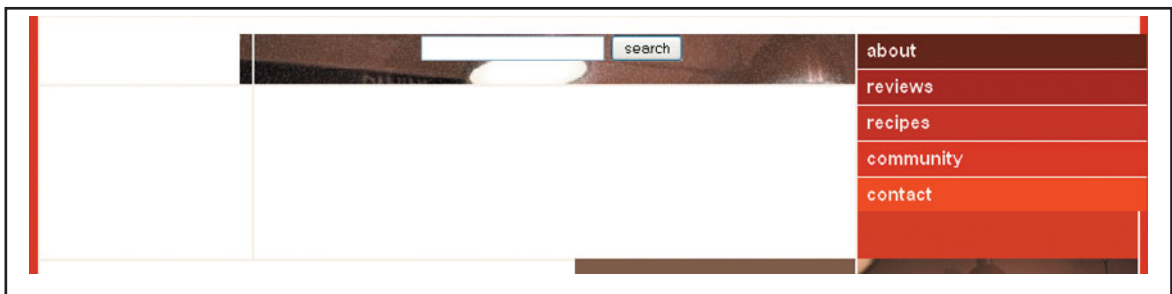 search
about
reviews
recipes
community
contact